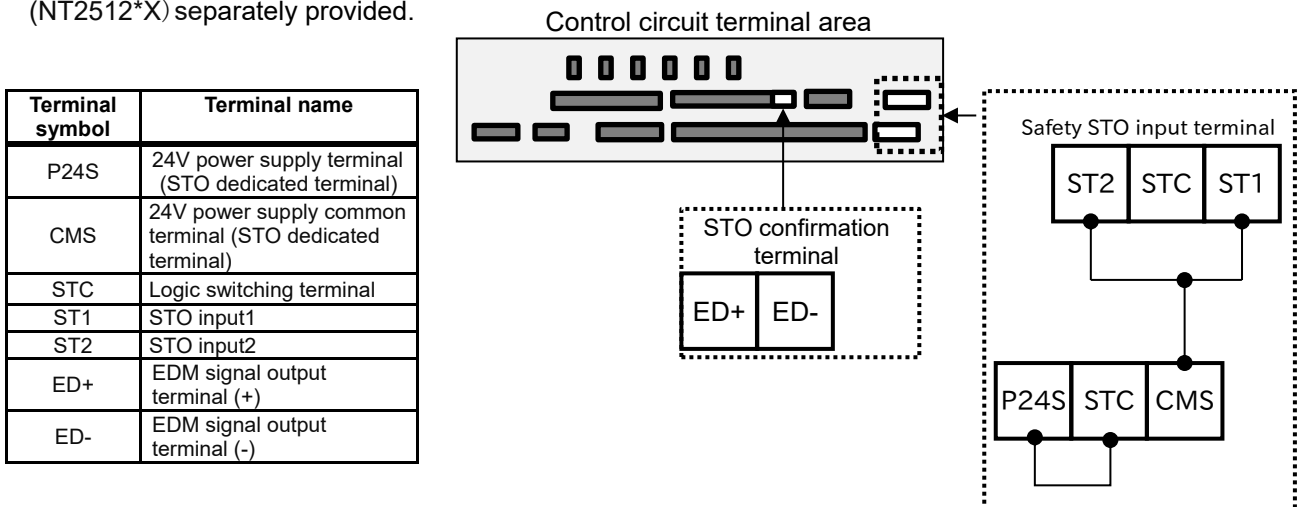 (NT2512*X) separately provided.
Control circuit terminal area
Terminal symbol
Terminal name
P24S
24V power supply terminal
(STO dedicated terminal)
CMS
24V power supply common
terminal (STO dedicated
terminal)
STC
Logic switching terminal
ST1
STO input1
ST2
STO input2
ED+
EDM signal output
terminal (+)
ED-
EDM signal output
terminal (-)
STO confirmation
terminal
ED+
ED-
Safety STO input terminal
ST2
STC
ST1
P24S
STC
CMS